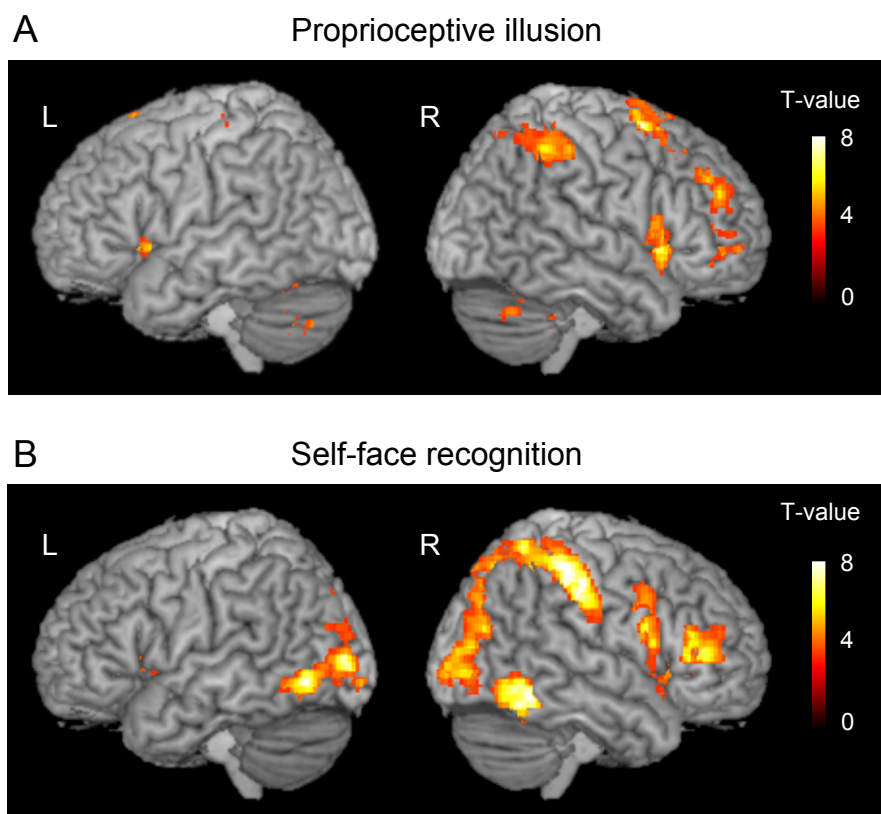 A
Proprioceptive illusion
L
R
T-value
8
4
0
B
Self-face recognition
L
R
T-value
8
4
0